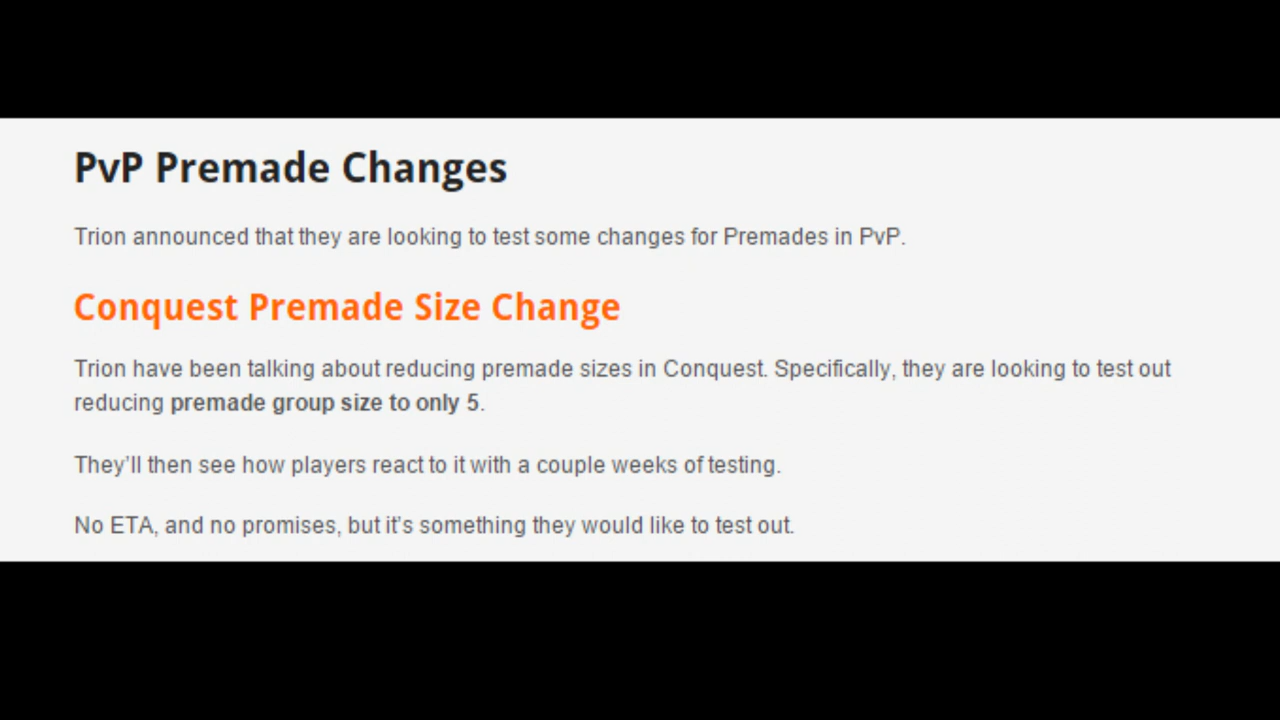 PvP Premade Changes
Trion announced that they are looking to test some changes for Premades in PvP.
Conquest Premade Size Change
Trion have been talking about reducing premade sizes in Conquest. Specifically, they are looking to test out
reducing premade group size to only 5.
They’ll then see how players react to it with a couple weeks of testing.
No ETA, and no promises, but it’s something they would like to test out.